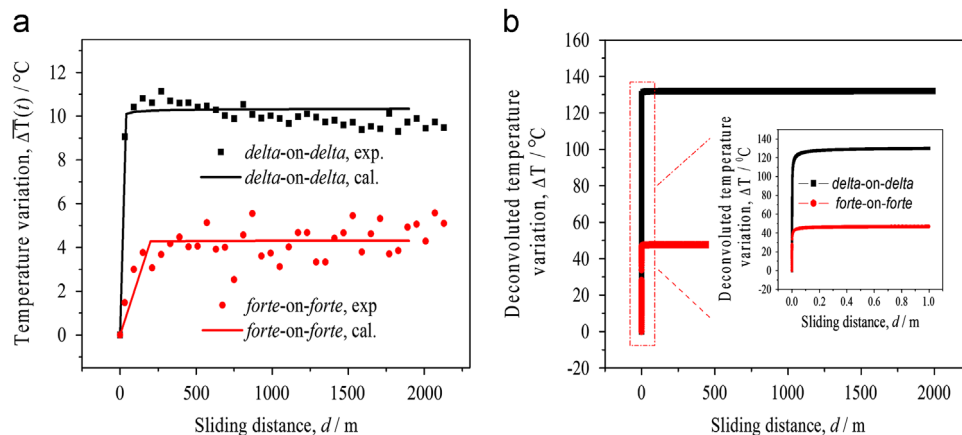 a
Temperature variation, ΔT(t) / °C
12
10
8
6
4
2
0
delta-on-delta, exp.
delta-on-delta, cal.
forte-on-forte, exp
forte-on-forte, cal.
0
500
1000
1500
2000
Sliding distance, d / m
b
Deconvoluted temperature
variation, ΔT / °C
160
140
120
100
80
60
40
20
0
-20
0
500
1000
1500
2000
Sliding distance, d / m
Deconvoluted temperature
variation, ΔT / ⁰C
140
120
100
80
60
40
20
0
-20
delta-on-delta
forte-on-forte
0.0
0.2
0.4
0.6
0.8
1.0
Sliding distance, d / m